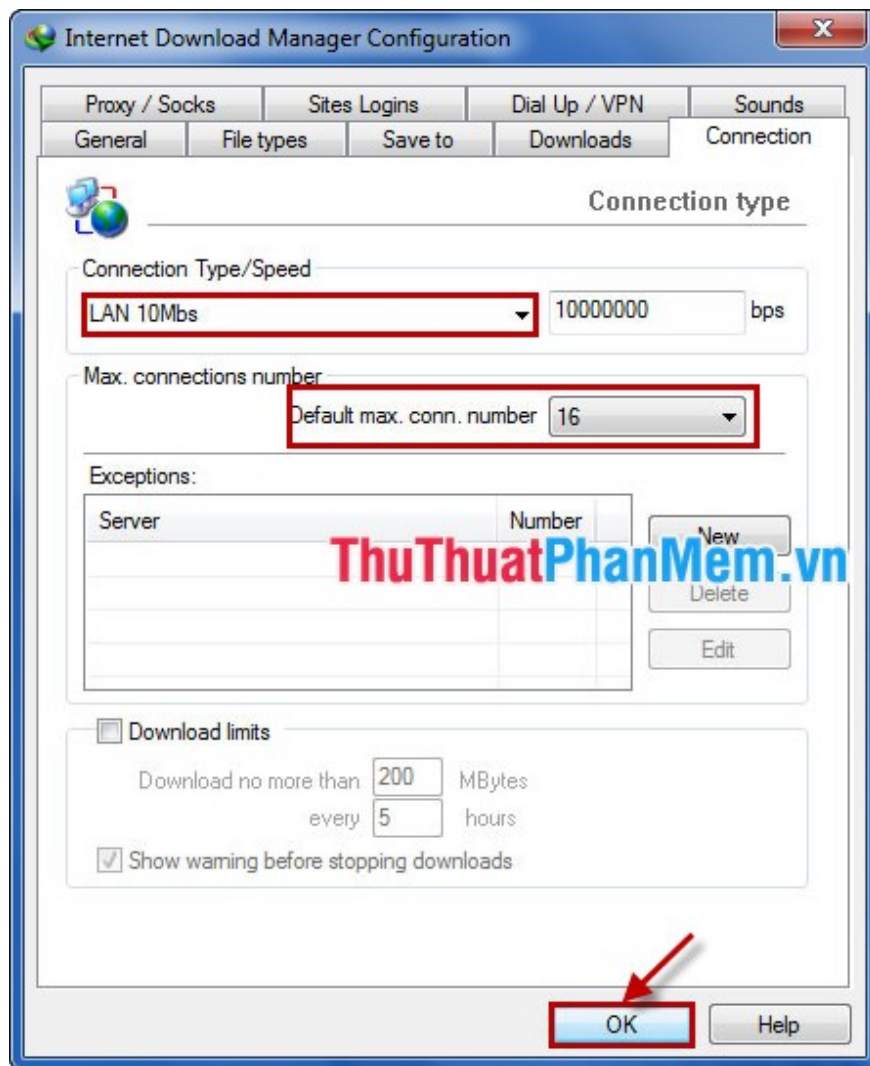 Internet Download Manager Configuration
Proxy / Socks Sites Logins Dial Up / VPN Sounds
General File types Save to Downloads Connection
Connection type
Connection Type/Speed
LAN 10Mbs 10000000 bps
Max. connections number
Default max. conn. number 16
Exceptions:
Server Number
New
ThuThuatPhanMem.vn
Delete
Edit
Download limits
Download no more than 200 MBytes
every 5 hours
Show warning before stopping downloads
OK Help